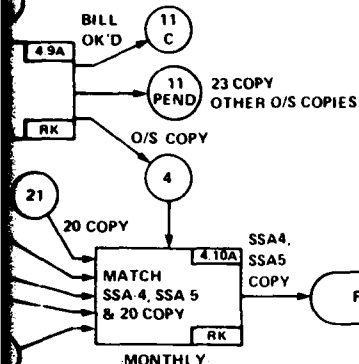 BILL
OK'D
11
C
4.9A
11
PEND
23 COPY
OTHER O/S COPIES
RK
O/S COPY
4
21
20 COPY
4.10A
SSA4,
SSA5
COPY
MATCH
SSA-4, SSA 5
& 20 COPY
RK
MONTHLY